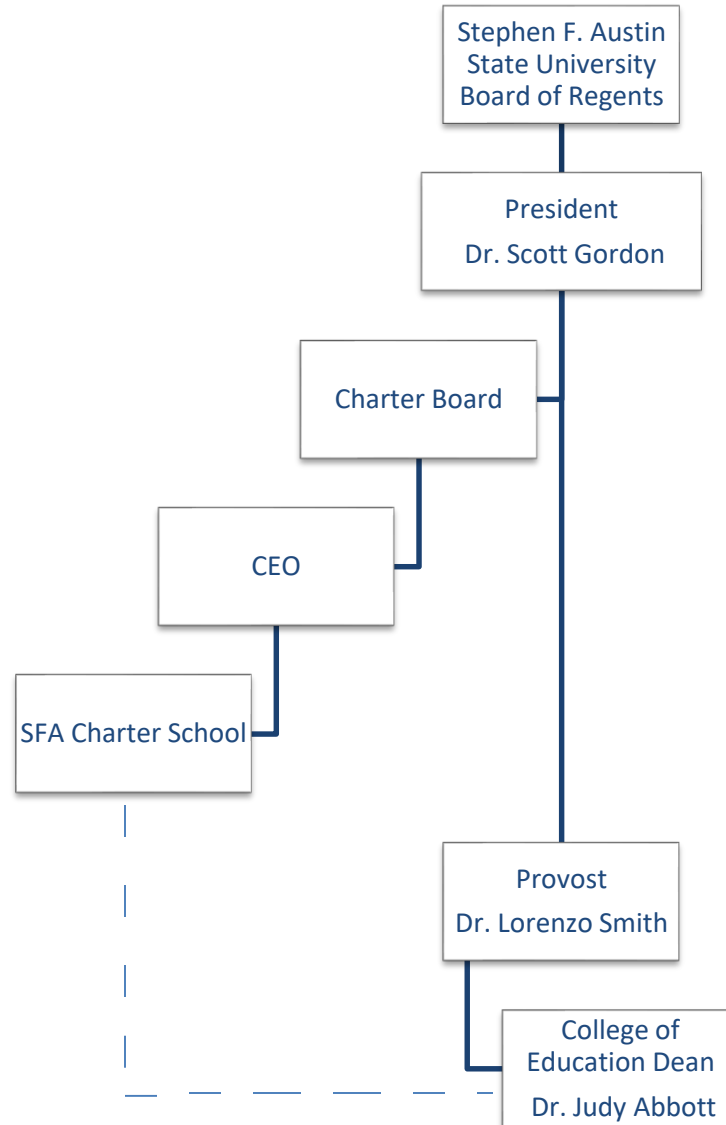 Stephen F. Austin
State University
Board of Regents
President
Dr. Scott Gordon
Charter Board
CEO
SFA Charter School
Provost
Dr. Lorenzo Smith
College of
Education Dean
Dr. Judy Abbott